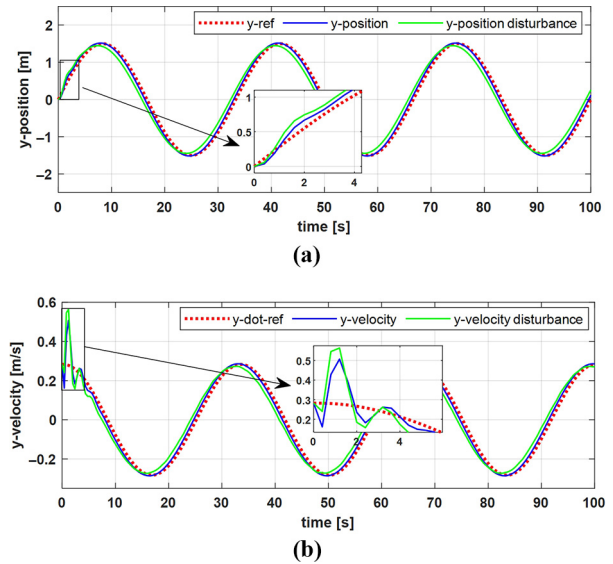 y-ref y-position y-position disturbance
y-position [m]
2
1
0
-1
-2
1
0.5
0
0 2 4
0 10 20 30 40 50 60 70 80 90 100
time [s]
(a)
y-dot-ref y-velocity y-velocity disturbance
y-velocity [m/s]
0.6
0.4
0.2
0
-0.2
0.5
0.4
0.3
0.2
0 2 4
0 10 20 30 40 50 60 70 80 90 100
time [s]
(b)